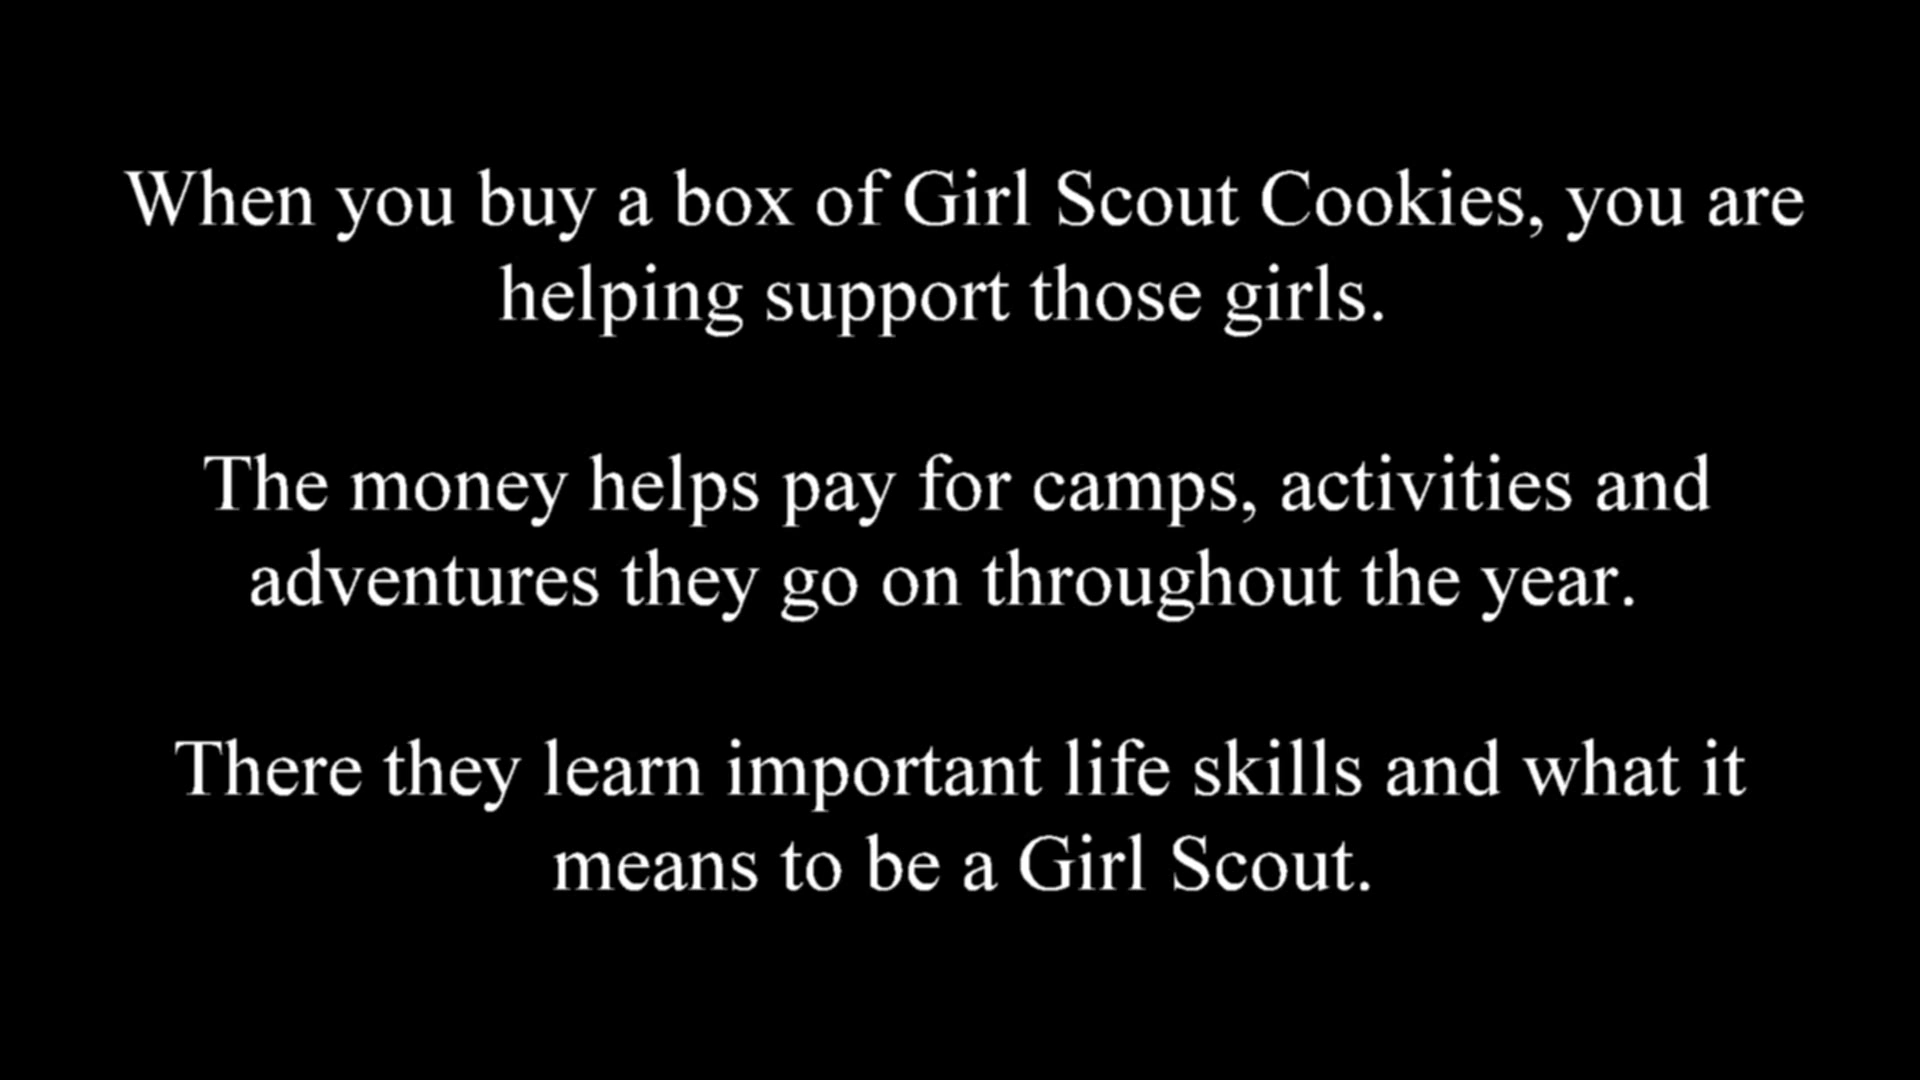 When you buy a box of Girl Scout Cookies, you are
helping support those girls.
The money helps pay for camps, activities and
adventures they go on throughout the year.
There they learn important life skills and what it
means to be a Girl Scout.